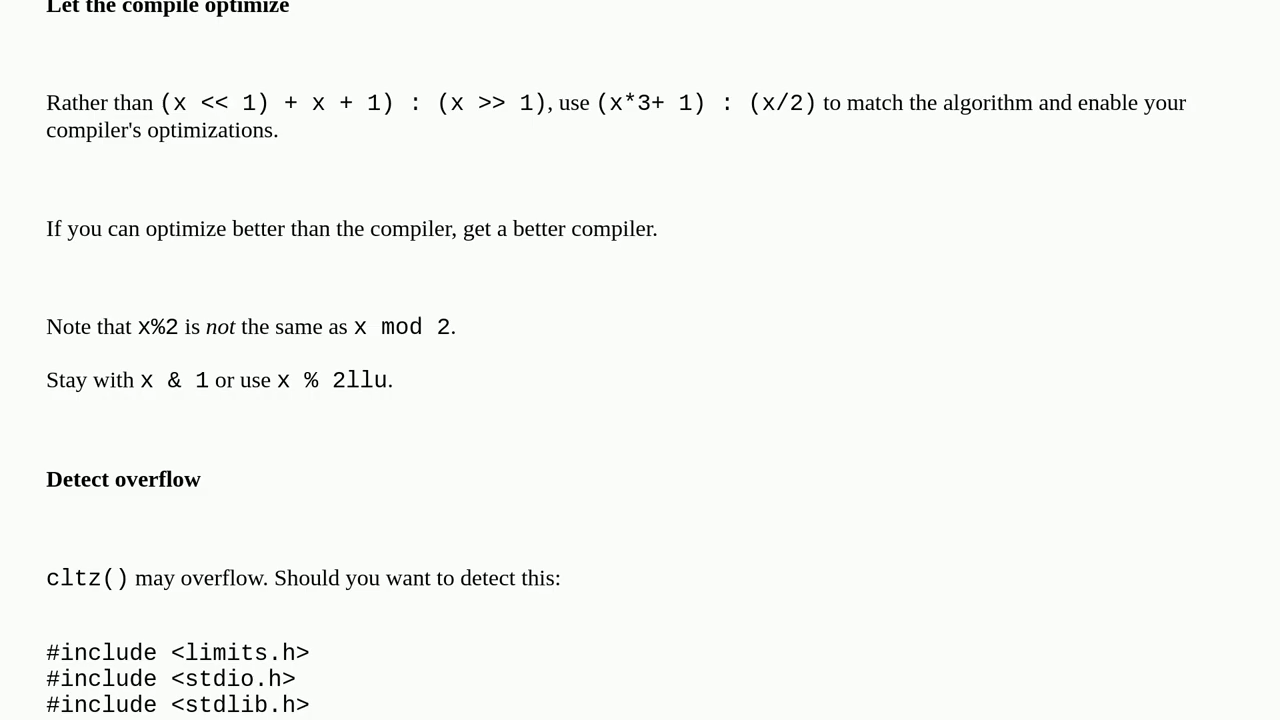 Let the compile optimize
Rather than (x << 1) + x + 1) : (x >> 1), use (x*3+ 1) : (x/2) to match the algorithm and enable your
compiler's optimizations.
If you can optimize better than the compiler, get a better compiler.
Note that x%2 is not the same as x mod 2.
Stay with x & 1 or use x % 2llu.
Detect overflow
cltz() may overflow. Should you want to detect this:
#include <limits.h>
#include <stdio.h>
#include <stdlib.h>